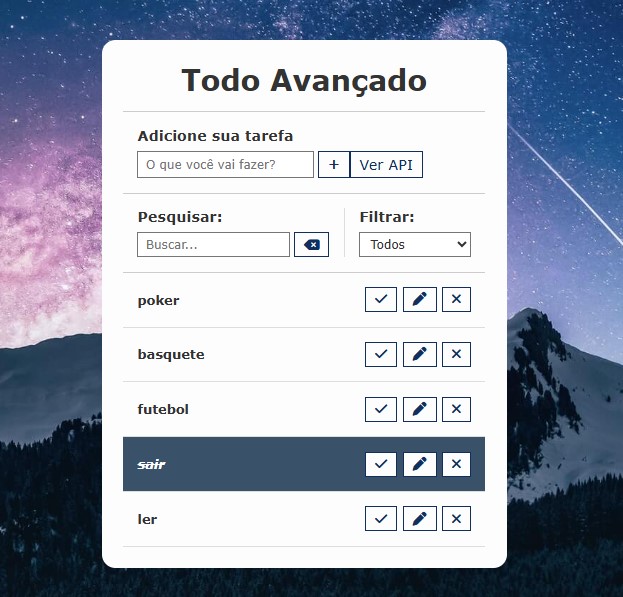 Todo Avançado
Adicione sua tarefa
O que você vai fazer? + Ver API
Pesquisar: Filtrar:
Buscar... Todos
poker
basquete
futebol
sair
ler